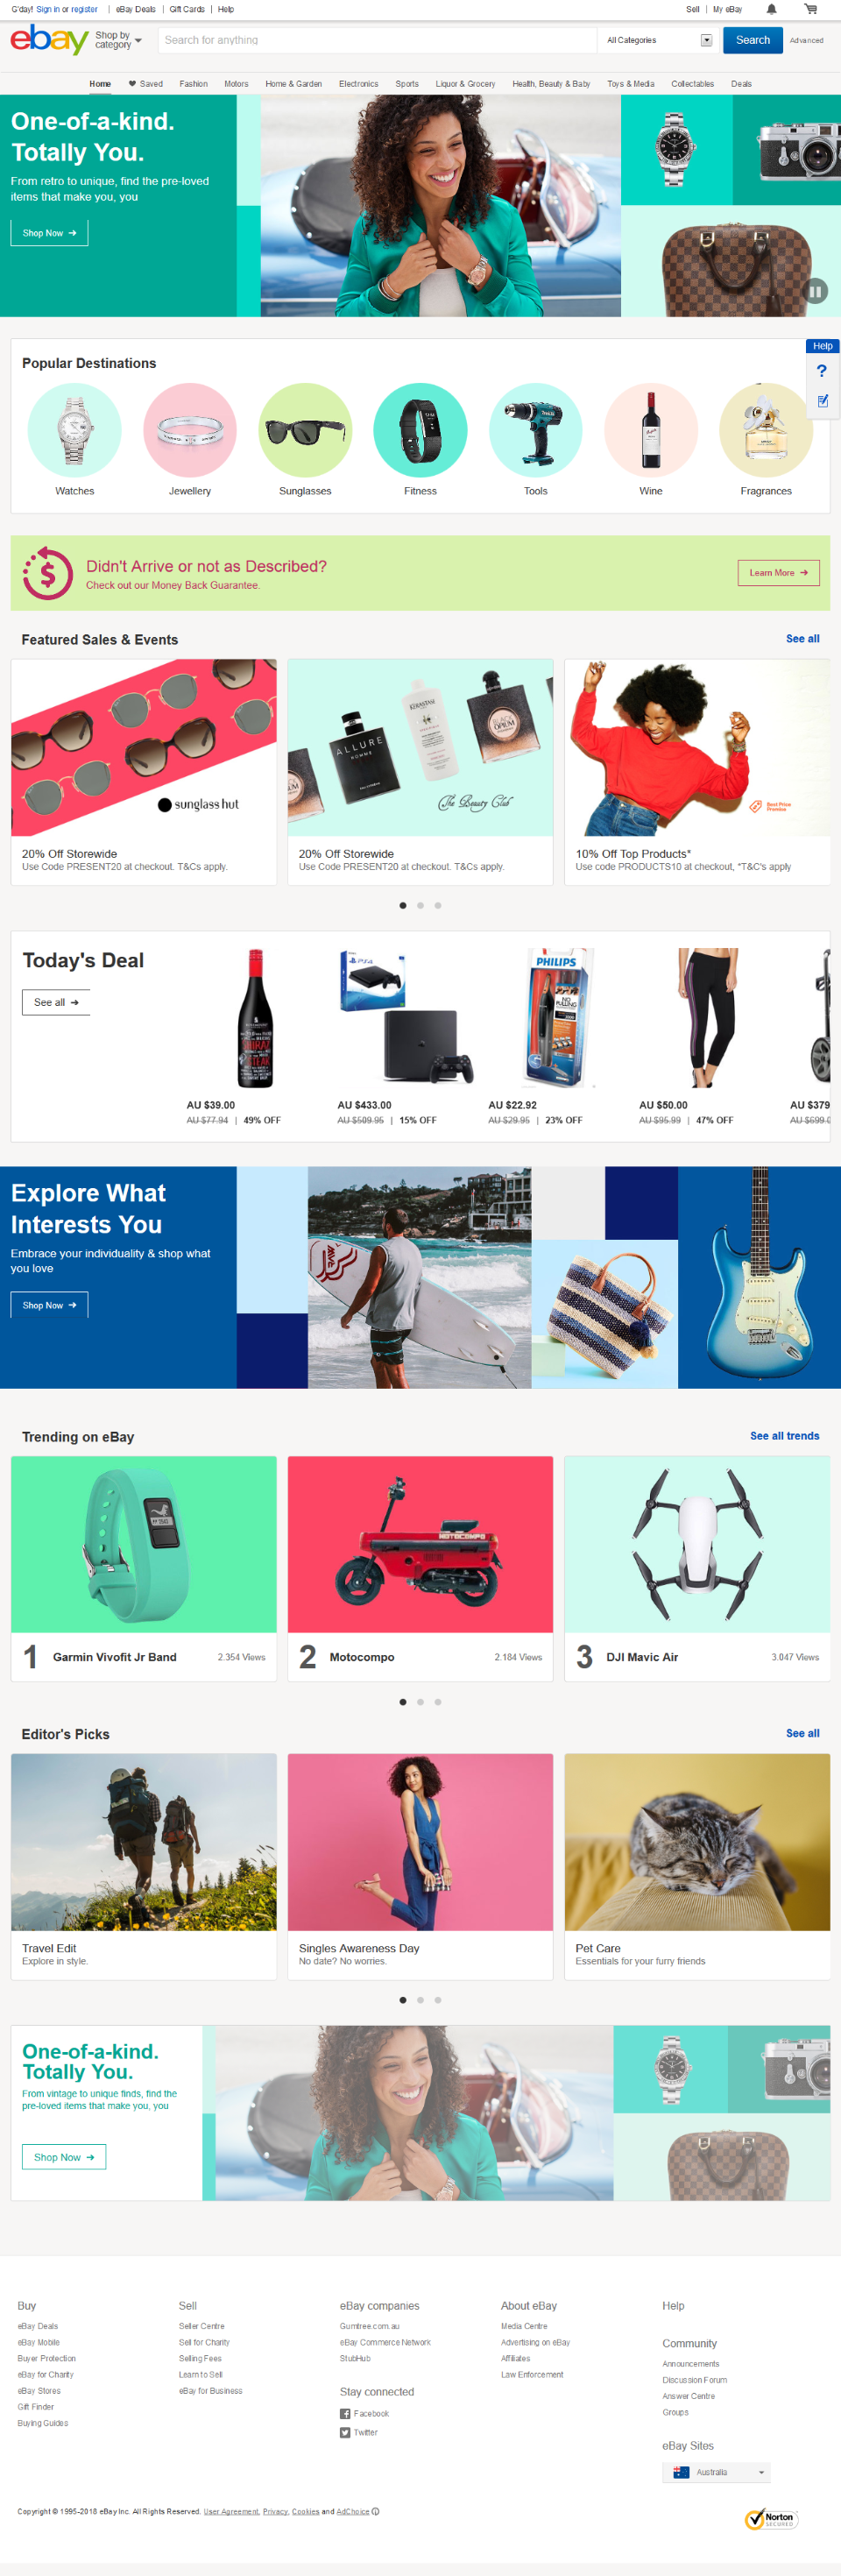 G'day! Sign in or register | eBay Deals | Gift Cards | Help
Sell | My eBay
ebay
Shop by
category
Search for anything
All Categories
Search
Advanced
Home Saved Fashion Motors Home & Garden Electronics Sports Liquor & Grocery Health, Beauty & Baby Toys & Media Collectables Deals
One-of-a-kind.
Totally You.
From retro to unique, find the pre-loved
items that make you, you
Shop Now →
Help
?
Popular Destinations
Watches Jewellery Sunglasses Fitness Tools Wine Fragrances
$
Didn't Arrive or not as Described?
Check out our Money Back Guarantee.
Learn More →
Featured Sales & Events
See all
sunglass hut
ALLURE
HOMME
KÉRASTASE
BLACK
OPIUM
The Beauty Club
Best Price
Promise
20% Off Storewide
Use Code PRESENT20 at checkout. T&Cs apply.
20% Off Storewide
Use Code PRESENT20 at checkout. T&Cs apply.
10% Off Top Products*
Use code PRODUCTS10 at checkout, *T&C's apply
Today's Deal
See all →
SHIRAZ
PS4
PHILIPS
AU $39.00
AU $77.94 | 49% OFF
AU $433.00
AU $509.95 | 15% OFF
AU $22.92
AU $29.95 | 23% OFF
AU $50.00
AU $95.99 | 47% OFF
AU $379
AU $599.0
Explore What
Interests You
Embrace your individuality & shop what
you love
Shop Now →
Trending on eBay
See all trends
MOTOCOMPO
1 Garmin Vivofit Jr Band 2.354 Views
2 Motocompo 2.184 Views
3 DJI Mavic Air 3.047 Views
Editor's Picks
See all
Travel Edit
Explore in style.
Singles Awareness Day
No date? No worries.
Pet Care
Essentials for your furry friends
One-of-a-kind.
Totally You.
From vintage to unique finds, find the
pre-loved items that make you, you
Shop Now →
Buy
eBay Deals
eBay Mobile
Buyer Protection
eBay for Charity
eBay Stores
Gift Finder
Buying Guides
Sell
Seller Centre
Sell for Charity
Selling Fees
Learn to Sell
eBay for Business
eBay companies
Gumtree.com.au
eBay Commerce Network
StubHub
Stay connected
Facebook
Twitter
About eBay
Media Centre
Advertising on eBay
Affiliates
Law Enforcement
Help
Community
Announcements
Discussion Forum
Answer Centre
Groups
eBay Sites
Australia
Copyright © 1995-2018 eBay Inc. All Rights Reserved. User Agreement, Privacy, Cookies and AdChoice
Norton
SECURED